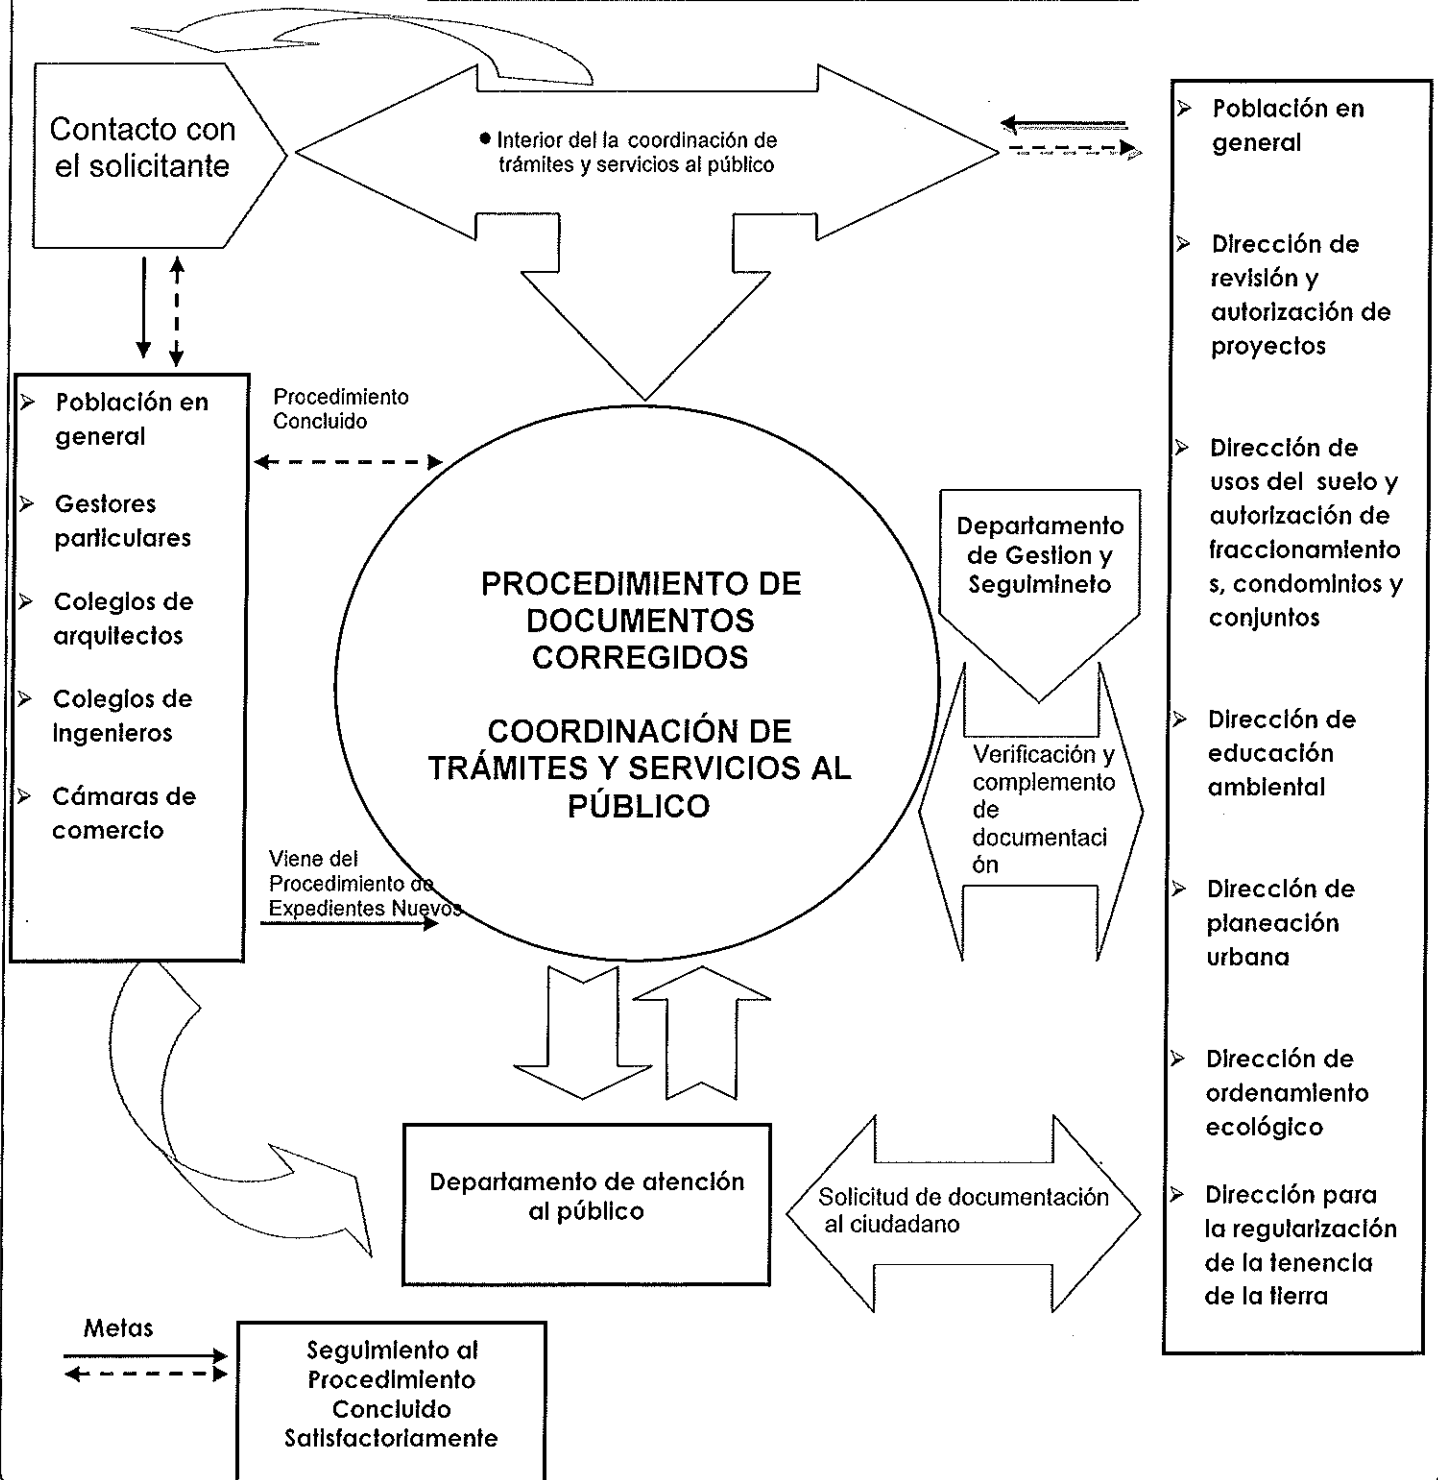 Contacto con
el solicitante
● Interior del la coordinación de
trámites y servicios al público
➢ Población en
general
➢ Dirección de
revisión y
autorización de
proyectos
➢ Dirección de
usos del suelo y
autorización de
fraccionamiento
s, condominios y
conjuntos
➢ Dirección de
educación
ambiental
➢ Dirección de
planeación
urbana
➢ Dirección de
ordenamiento
ecológico
➢ Dirección para
la regularización
de la tenencia
de la tierra
➢ Población en
general
➢ Gestores
particulares
➢ Colegios de
arquitectos
➢ Colegios de
ingenieros
➢ Cámaras de
comercio
Procedimiento
Concluido
PROCEDIMIENTO DE
DOCUMENTOS
CORREGIDOS
COORDINACIÓN DE
TRÁMITES Y SERVICIOS AL
PÚBLICO
Departamento
de Gestion y
Seguimineto
Verificación y
complemento
de
documentaci
ón
Viene del
Procedimiento de
Expedientes Nuevos
Departamento de atención
al público
Solicitud de documentación
al ciudadano
Metas
Seguimiento al
Procedimiento
Concluido
Satisfactoriamente